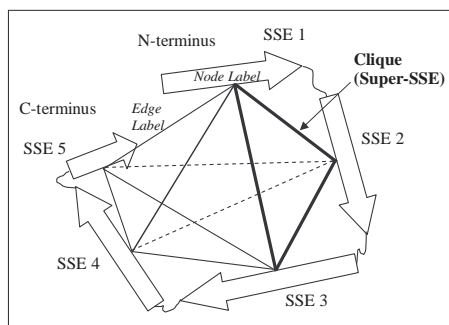 N-terminus
SSE 1
Node Label
Clique
(Super-SSE)
C-terminus
Edge
Label
SSE 5
SSE 2
SSE 4
SSE 3